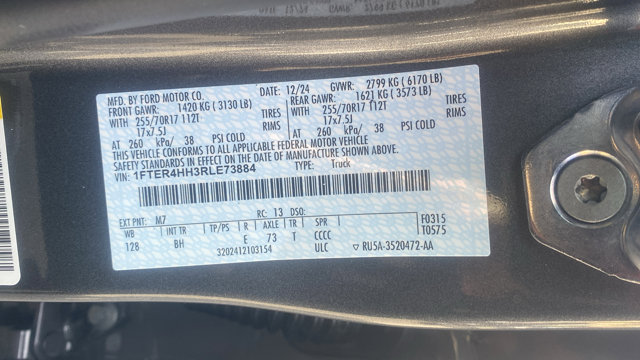 MFD. BY FORD MOTOR CO.
DATE: 12/24 GVWR: 2799 KG ( 6170 LB)
FRONT GAWR: 1420 KG ( 3130 LB) REAR GAWR: 1621 KG ( 3573 LB)
WITH 255/70R17 112T TIRES WITH 255/70R17 112T TIRES
17x7.5J RIMS 17x7.5J RIMS
AT 260 kPa/ 38 PSI COLD AT 260 kPa/ 38 PSI COLD
THIS VEHICLE CONFORMS TO ALL APPLICABLE FEDERAL MOTOR VEHICLE
SAFETY STANDARDS IN EFFECT ON THE DATE OF MANUFACTURE SHOWN ABOVE.
VIN: 1FTER4HH3RLE73884 TYPE: Truck
EXT PNT: M7 RC: 13 DSO: F0315
WB INT TR TP/PS R AXLE TR SPR T0575
128 BH E 73 T CCCC
3202412103154 ULC ▽ RU5A-3520472-AA